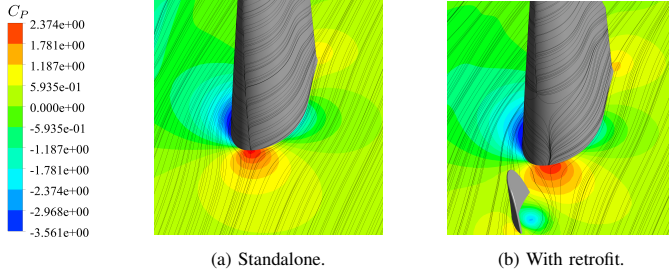 C_P
2.374e+00
1.781e+00
1.187e+00
5.935e-01
0.000e+00
-5.935e-01
-1.187e+00
-1.781e+00
-2.374e+00
-2.968e+00
-3.561e+00
(a) Standalone.
(b) With retrofit.